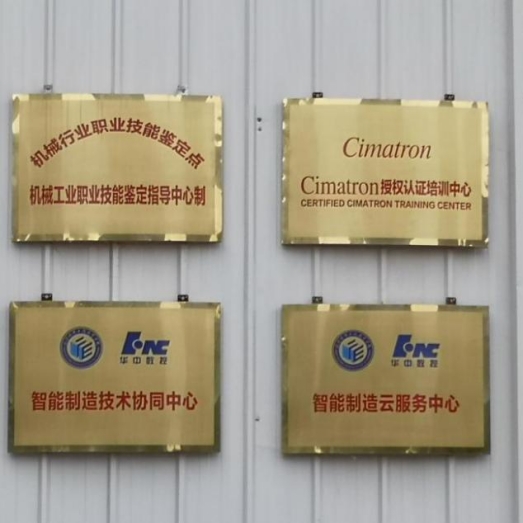 机械行业职业技能鉴定点
机械工业职业技能鉴定指导中心制
Cimatron
Cimatron授权认证培训中心
CERTIFIED CIMATRON TRAINING CENTER
HNC
华中数控
智能制造技术协同中心
HNC
华中数控
智能制造云服务中心